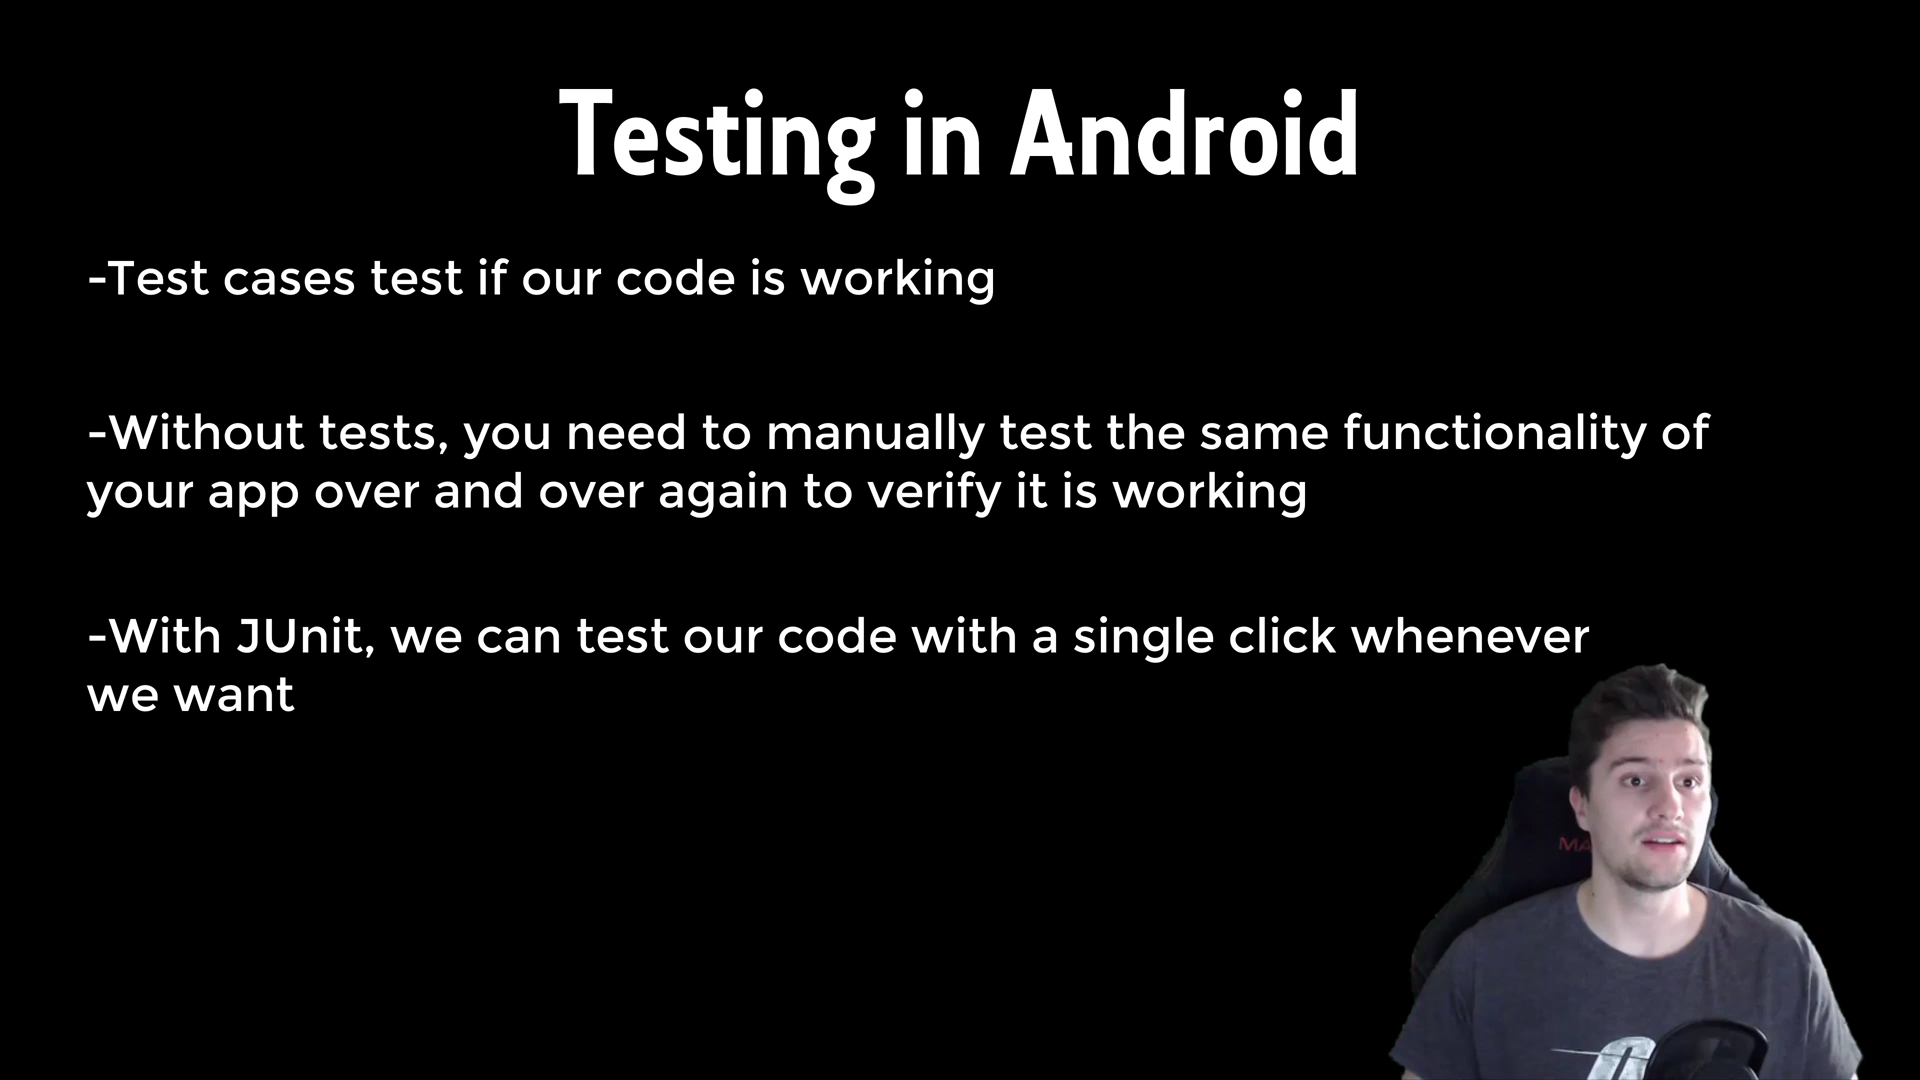 Testing in Android
-Test cases test if our code is working
-Without tests, you need to manually test the same functionality of
your app over and over again to verify it is working
-With JUnit, we can test our code with a single click whenever
we want
MA